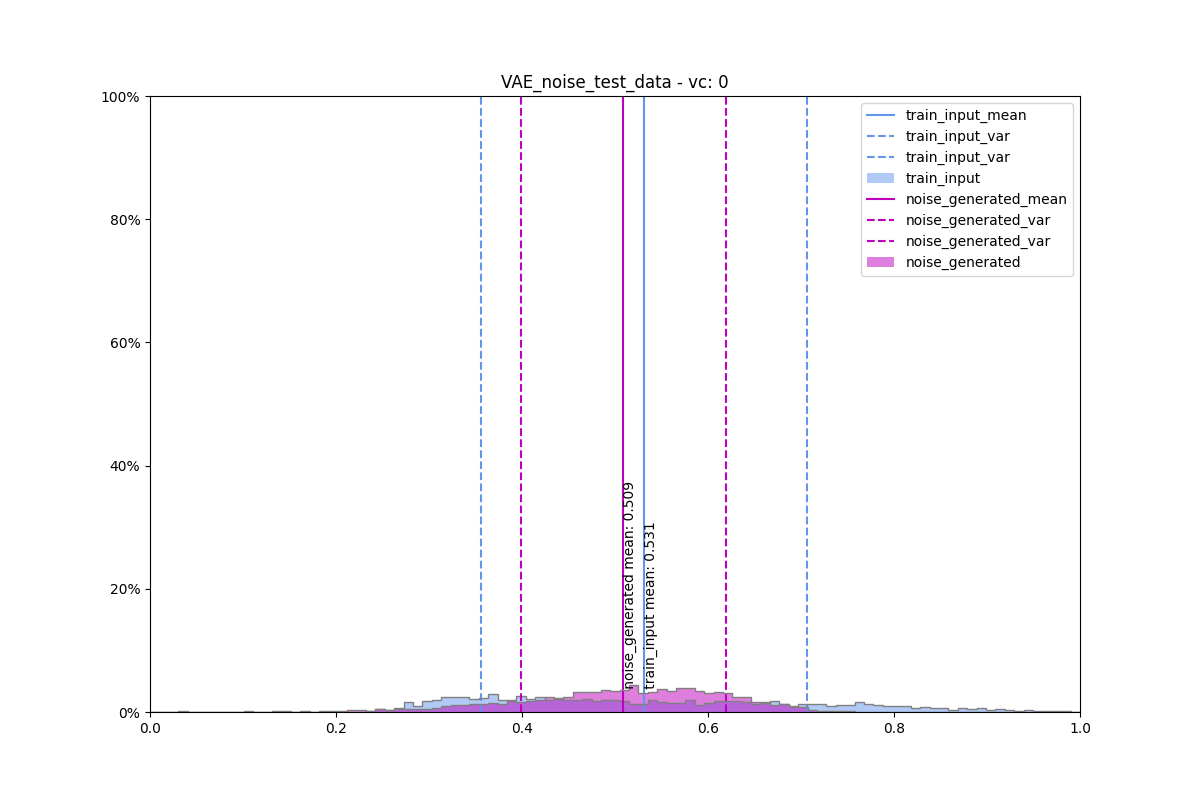 VAE_noise_test_data - vc: 0
100%
80%
60%
40%
20%
0%
0.0
0.2
0.4
0.6
0.8
1.0
train_input_mean
train_input_var
train_input_var
train_input
noise_generated_mean
noise_generated_var
noise_generated_var
noise_generated
noise_generated mean: 0.509
train_input mean: 0.531